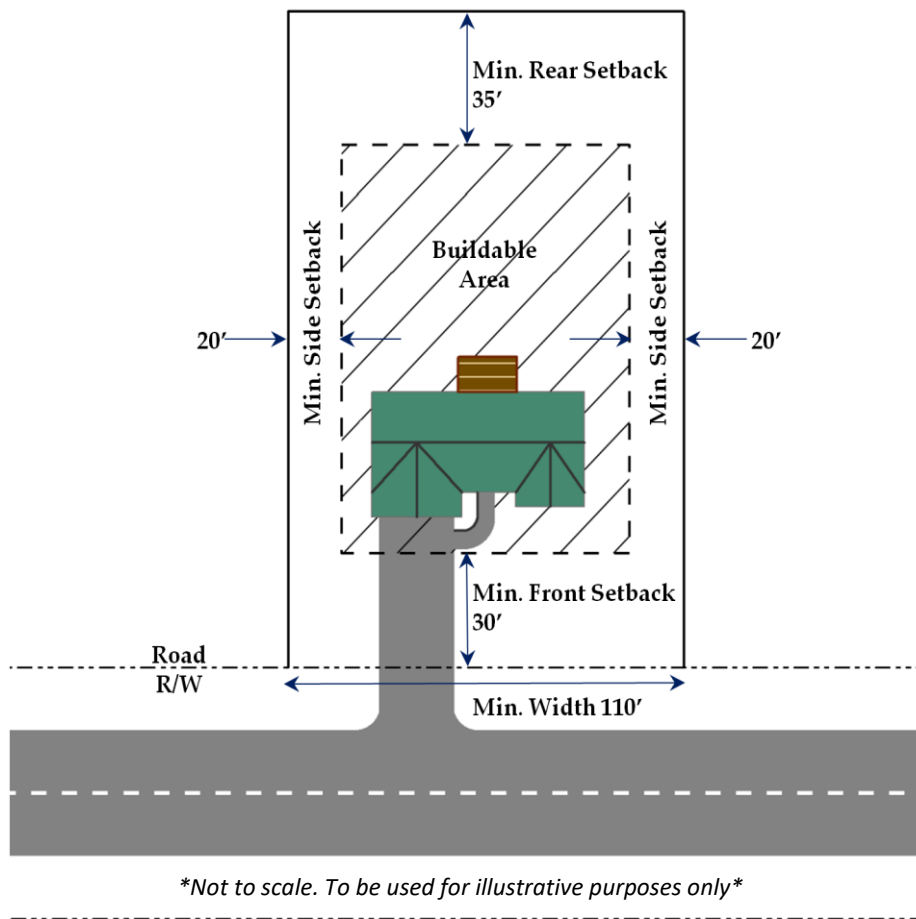 Min. Rear Setback
35’
Buildable
Area
Min. Side Setback
Min. Side Setback
20’
20’
Min. Front Setback
30’
Road
R/W
Min. Width 110’
*Not to scale. To be used for illustrative purposes only*